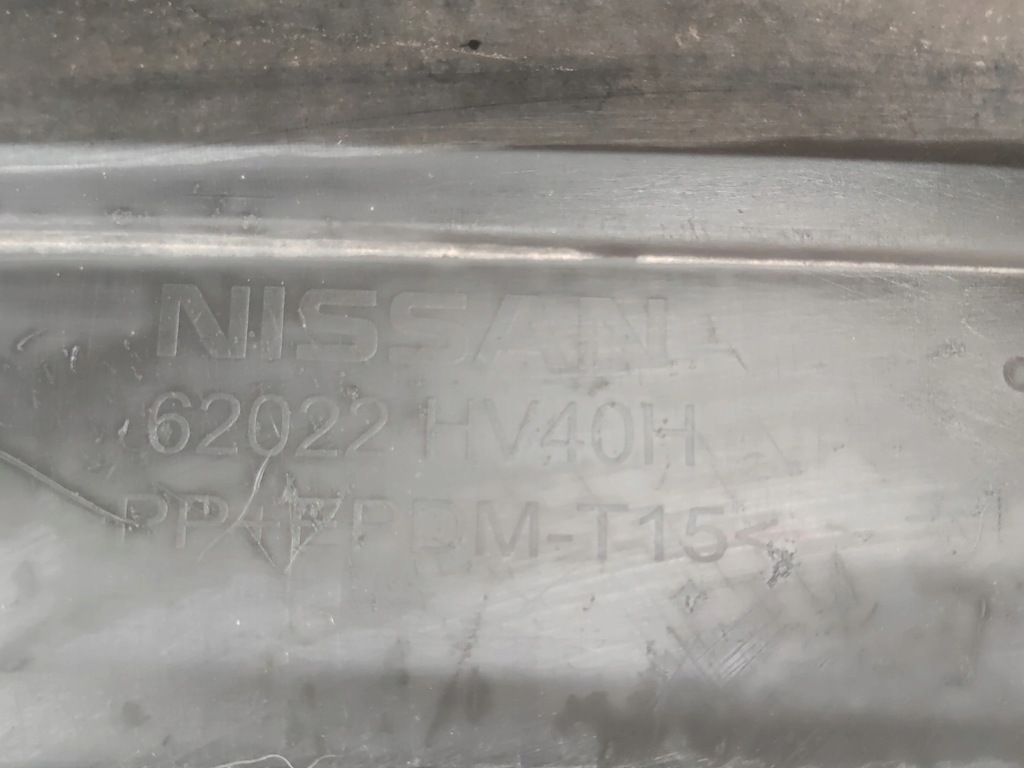 NISSAN
62022 HV40H
PP+EPDM-T15<